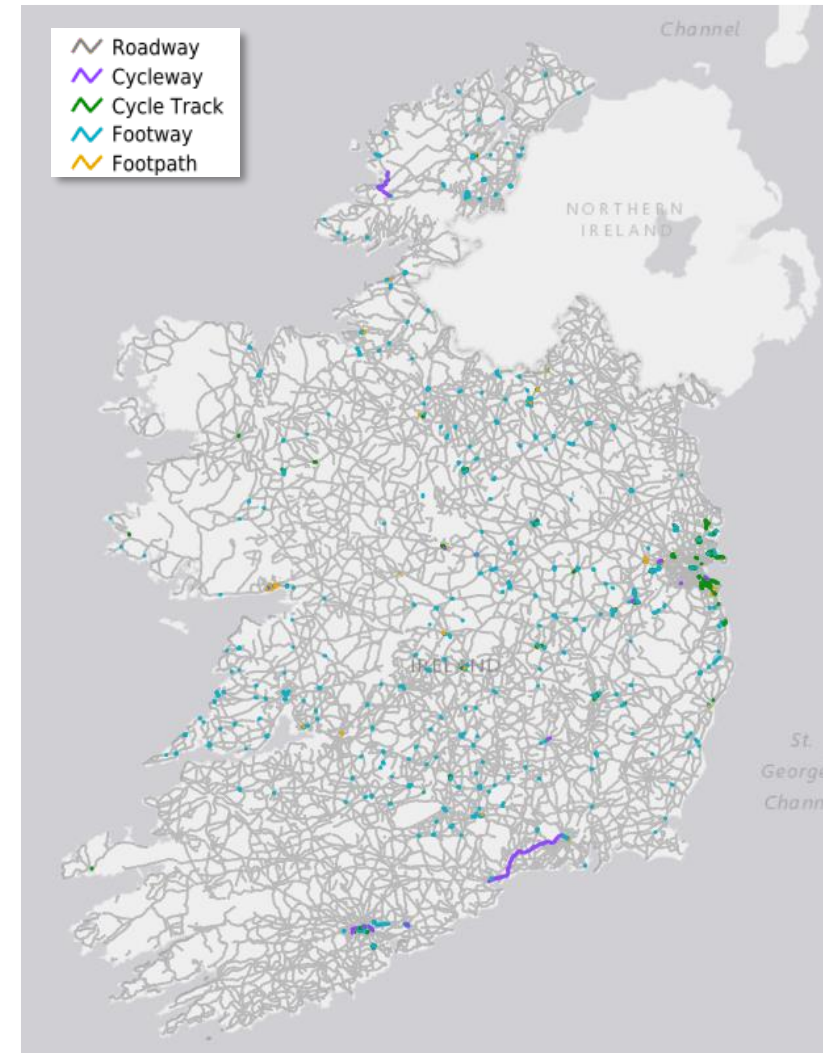 Channel
Roadway
Cycleway
Cycle Track
Footway
Footpath
NORTHERN
IRELAND
IRELAND
St.
George
Chann